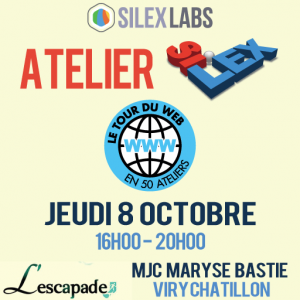 SILEX LABS
ATELIER
SILEX
LE TOUR DU WEB
WWW
EN 50 ATELIERS
JEUDI 8 OCTOBRE
16H00 - 20H00
L'escapade
MJC MARYSE BASTIE
VIRY CHATILLON